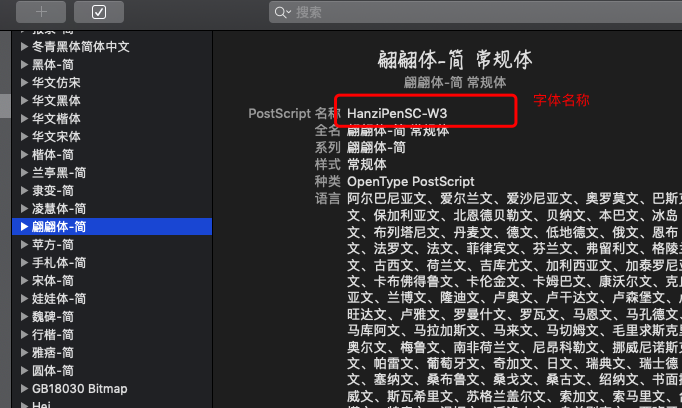 搜索
报隶-简
冬青黑体简体中文
黑体-简
华文仿宋
华文黑体
华文楷体
华文宋体
楷体-简
兰亭黑-简
隶变-简
凌慧体-简
翩翩体-简
苹方-简
手札体-简
宋体-简
娃娃体-简
魏碑-简
行楷-简
雅痞-简
圆体-简
GB18030 Bitmap
Hei
翩翩体-简 常规体
翩翩体-简 常规体
字体名称
PostScript 名称 HanziPenSC-W3
全名 翩翩体-简 常规体
系列 翩翩体-简
样式 常规体
种类 OpenType PostScript
语言 阿尔巴尼亚文、爱尔兰文、爱沙尼亚文、奥罗莫文、巴斯克
文、保加利亚文、北恩德贝勒文、贝纳文、本巴文、冰岛
文、布列塔尼文、丹麦文、德文、低地德文、俄文、恩布
文、法罗文、法文、菲律宾文、芬兰文、弗留利文、格陵兰
文、古西文、荷兰文、吉库尤文、加利西亚文、加泰罗尼亚
文、卡布佛得鲁文、卡伦金文、卡姆巴文、康沃尔文、克
亚文、兰博文、隆迪文、卢奥文、卢干达文、卢森堡文、
旺达文、卢雅文、罗曼什文、罗瓦文、马恩文、马孔德文、
马库阿文、马拉加斯文、马来文、马切姆文、毛里求斯克里
奥尔文、梅鲁文、南非荷兰文、尼昂科勒文、挪威尼诺斯
文、帕雷文、葡萄牙文、奇加文、日文、瑞典文、瑞士德
文、塞纳文、桑布鲁文、桑戈文、桑古文、绍纳文、书面挪
威文、斯瓦希里文、苏格兰盖尔文、索加文、索马里文、